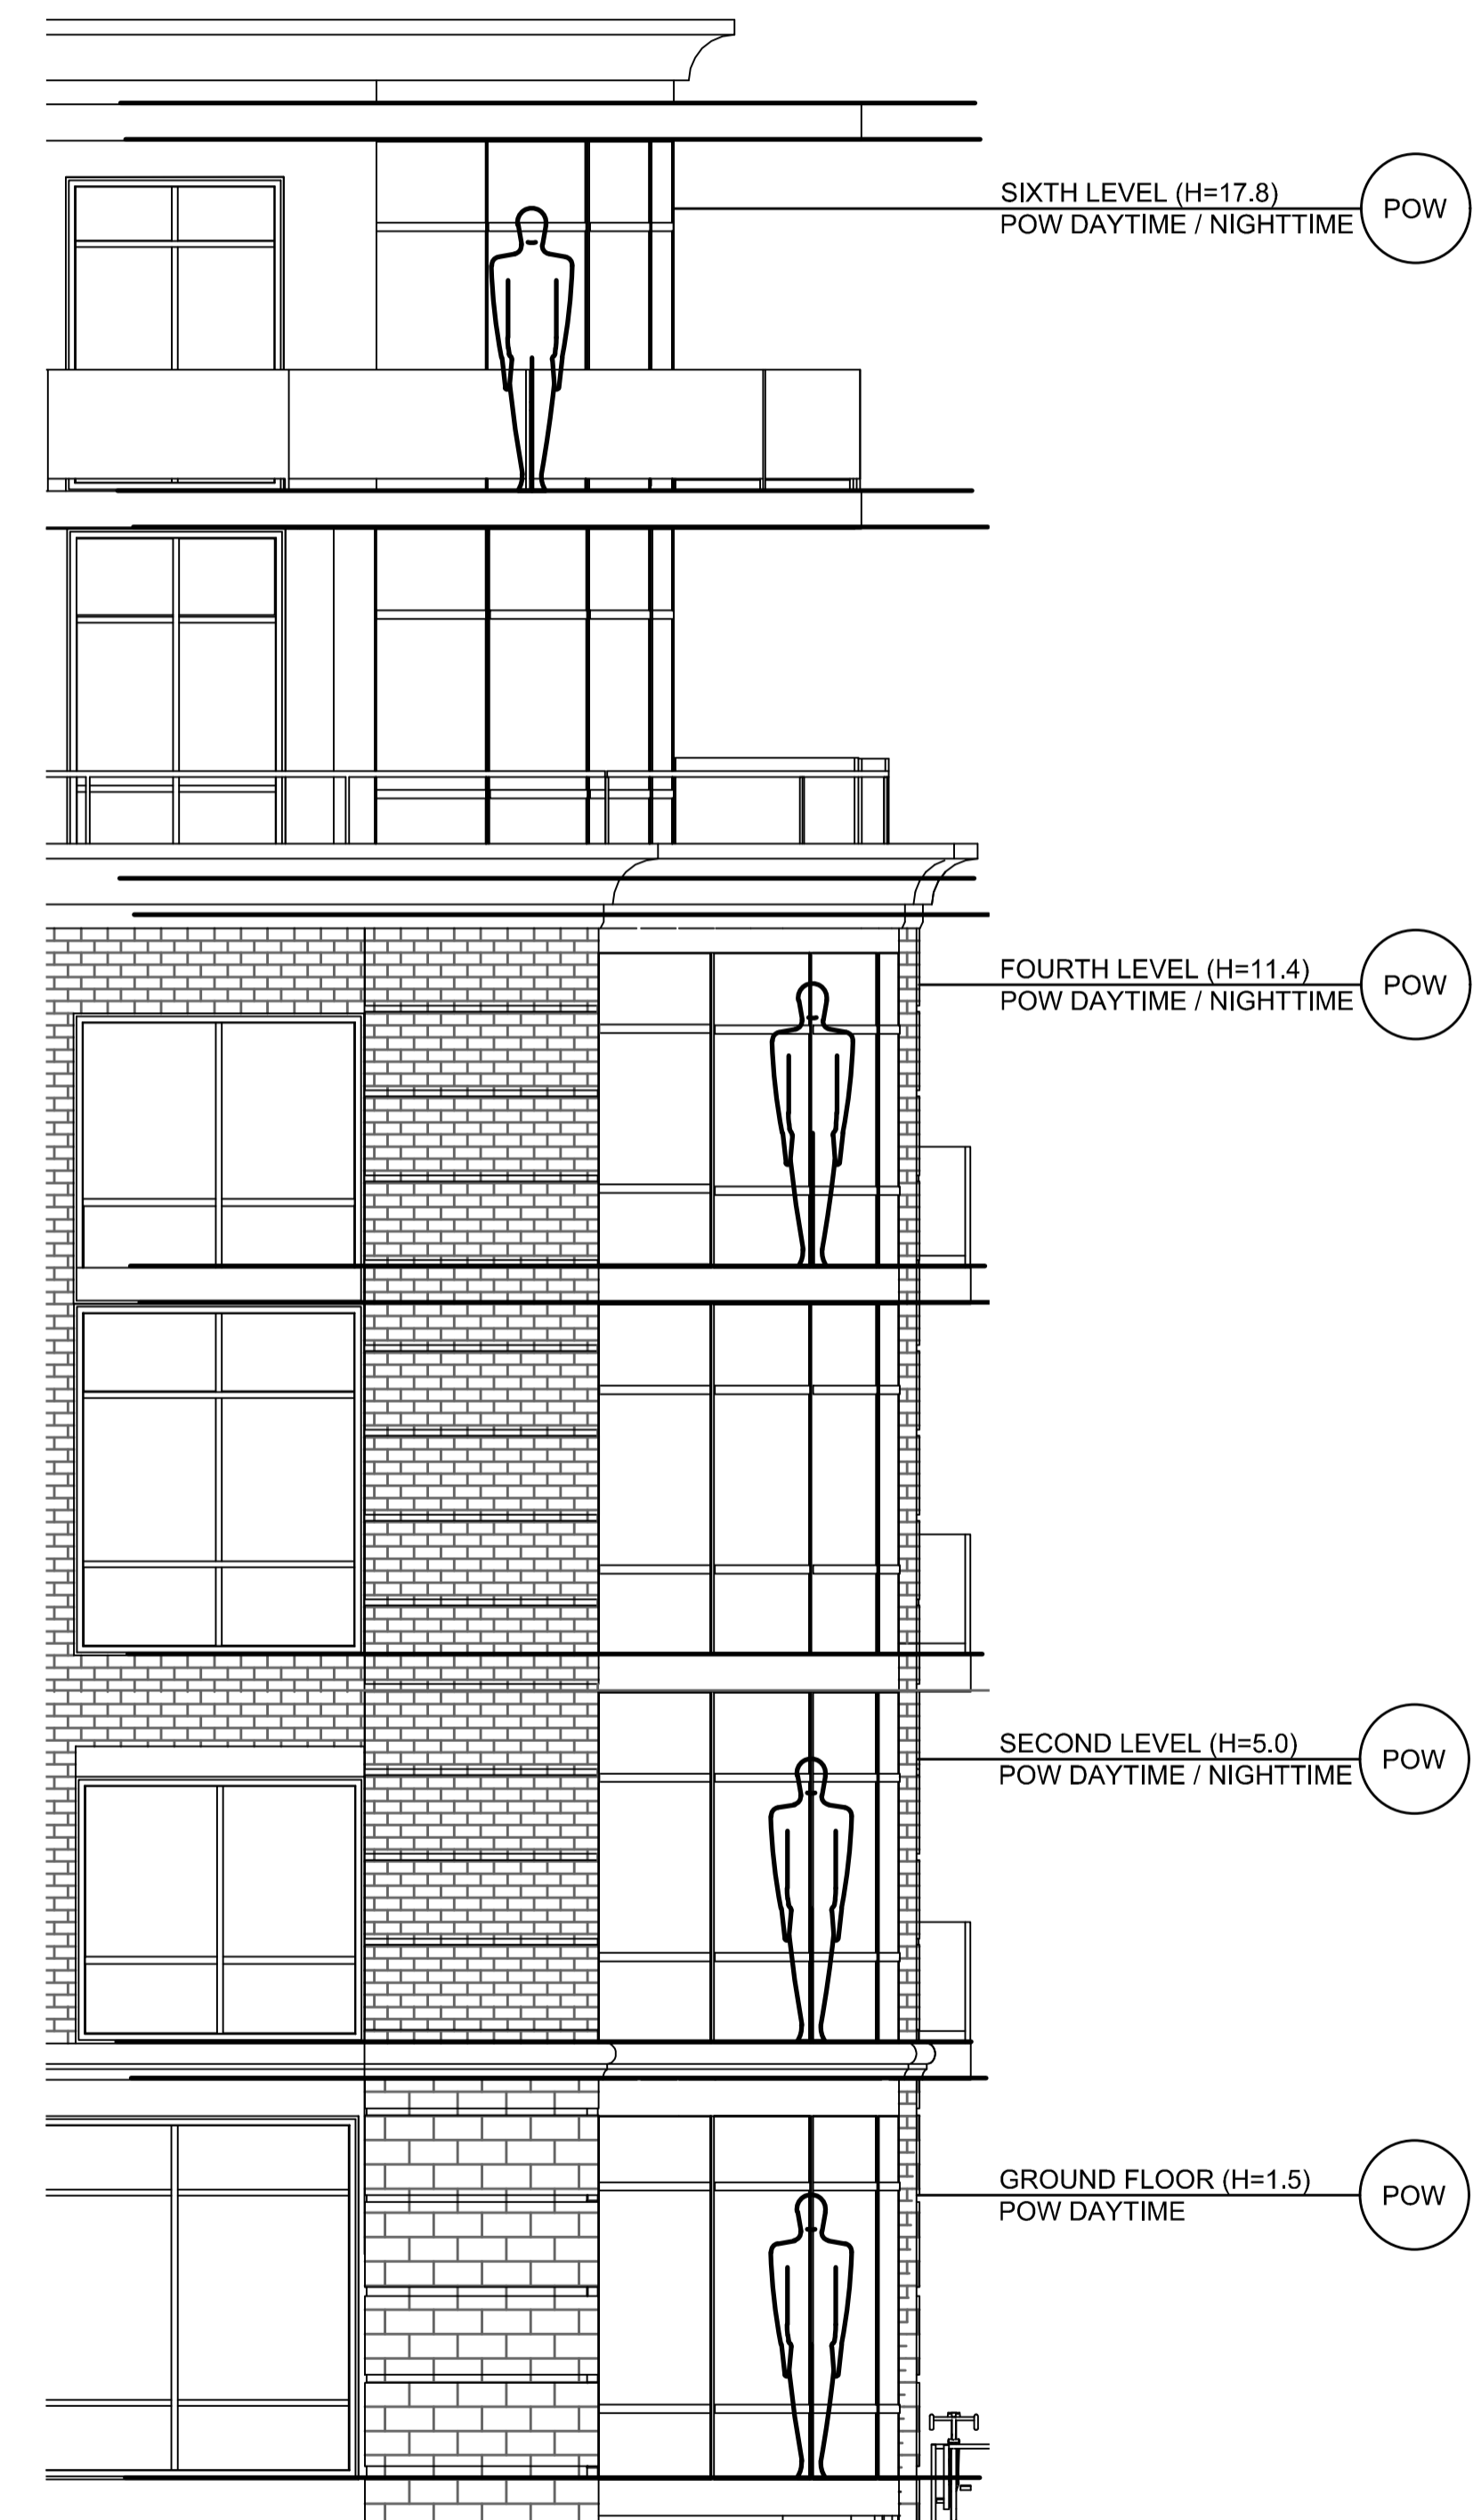 SIXTH LEVEL (H=17.8)
POW DAYTIME / NIGHTTIME
POW
FOURTH LEVEL (H=11.4)
POW DAYTIME / NIGHTTIME
POW
SECOND LEVEL (H=5.0)
POW DAYTIME / NIGHTTIME
POW
GROUND FLOOR (H=1.5)
POW DAYTIME
POW